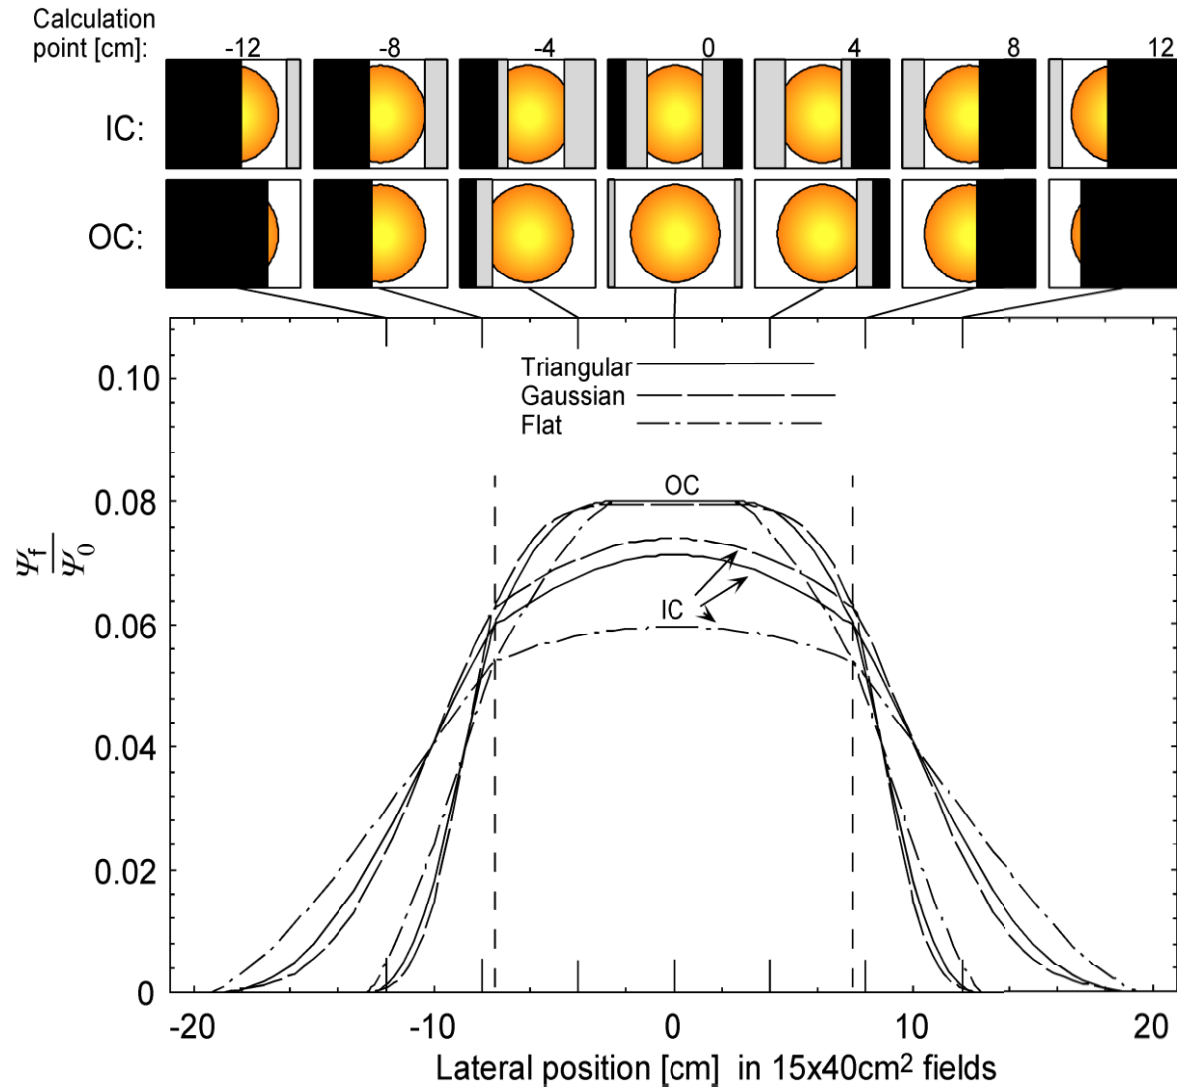 Calculation
point [cm]: -12 -8 -4 0 4 8 12
IC:
OC:
Triangular
Gaussian
Flat
OC
IC
Ψf
Ψ0
0.10
0.08
0.06
0.04
0.02
0
-20 -10 0 10 20
Lateral position [cm] in 15x40cm² fields